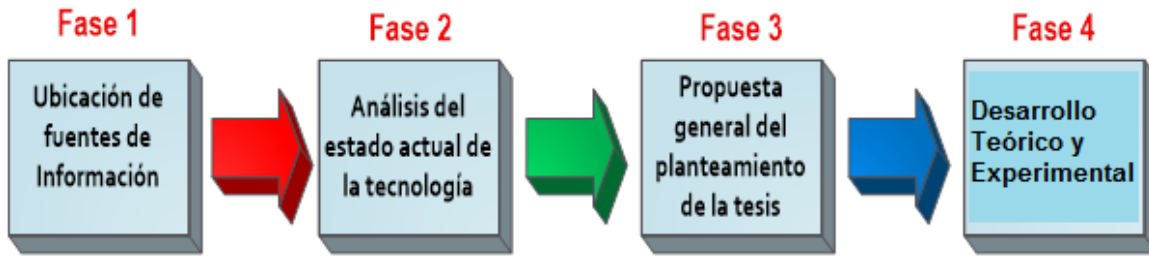 Fase 1
Ubicación de
fuentes de
Información
Fase 2
Análisis del
estado actual de
la tecnología
Fase 3
Propuesta
general del
planteamiento
de la tesis
Fase 4
Desarrollo
Teórico y
Experimental